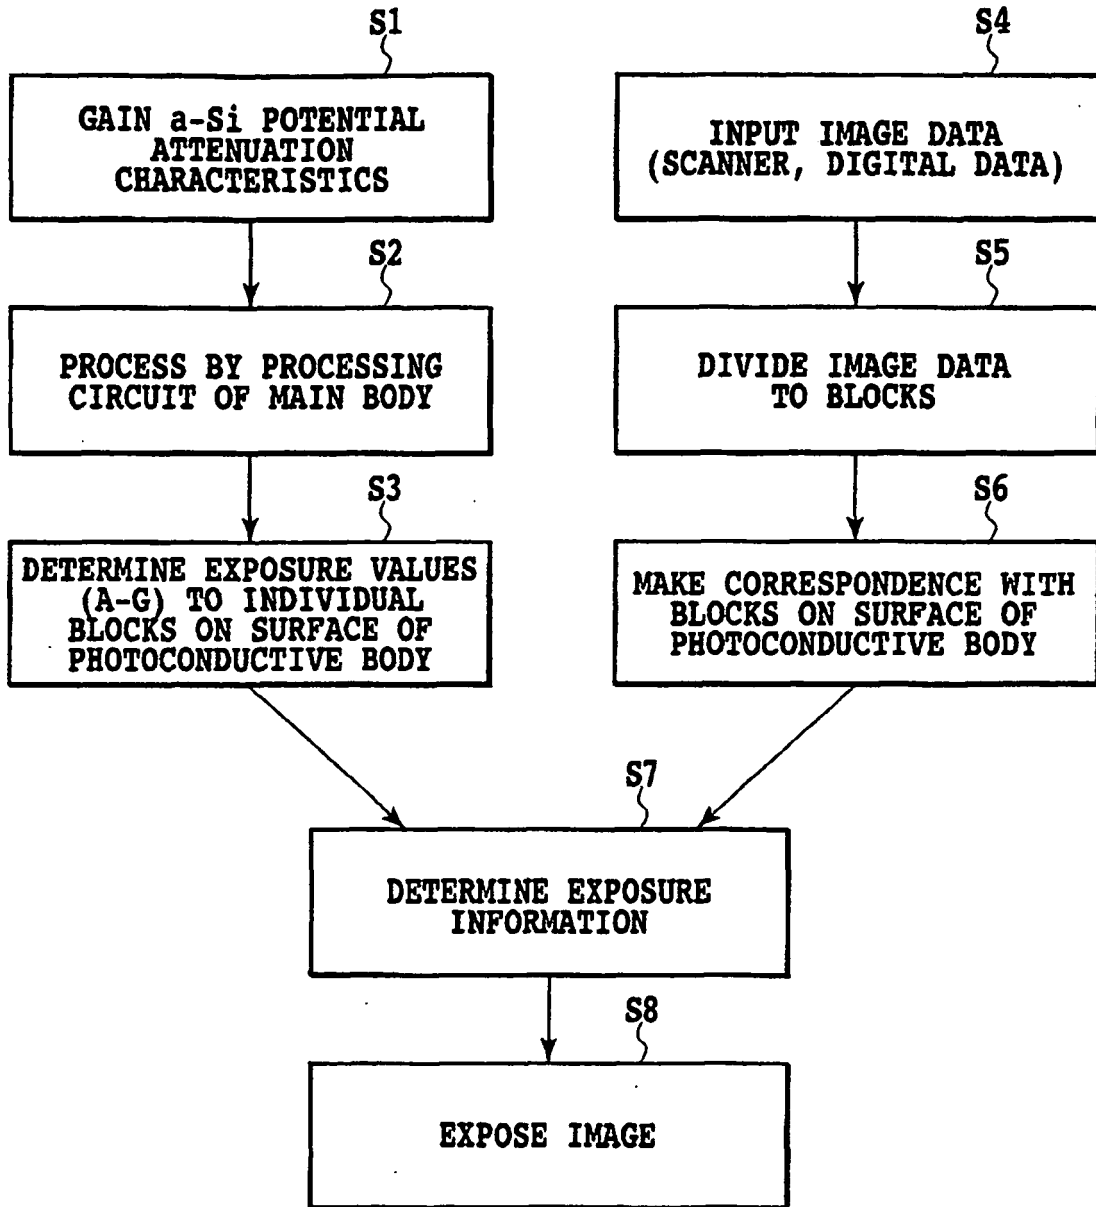 S1
GAIN a-Si POTENTIAL
ATTENUATION
CHARACTERISTICS
S2
PROCESS BY PROCESSING
CIRCUIT OF MAIN BODY
S3
DETERMINE EXPOSURE VALUES
(A-G) TO INDIVIDUAL
BLOCKS ON SURFACE OF
PHOTOCONDUCTIVE BODY
S4
INPUT IMAGE DATA
(SCANNER, DIGITAL DATA)
S5
DIVIDE IMAGE DATA
TO BLOCKS
S6
MAKE CORRESPONDENCE WITH
BLOCKS ON SURFACE OF
PHOTOCONDUCTIVE BODY
S7
DETERMINE EXPOSURE
INFORMATION
S8
EXPOSE IMAGE